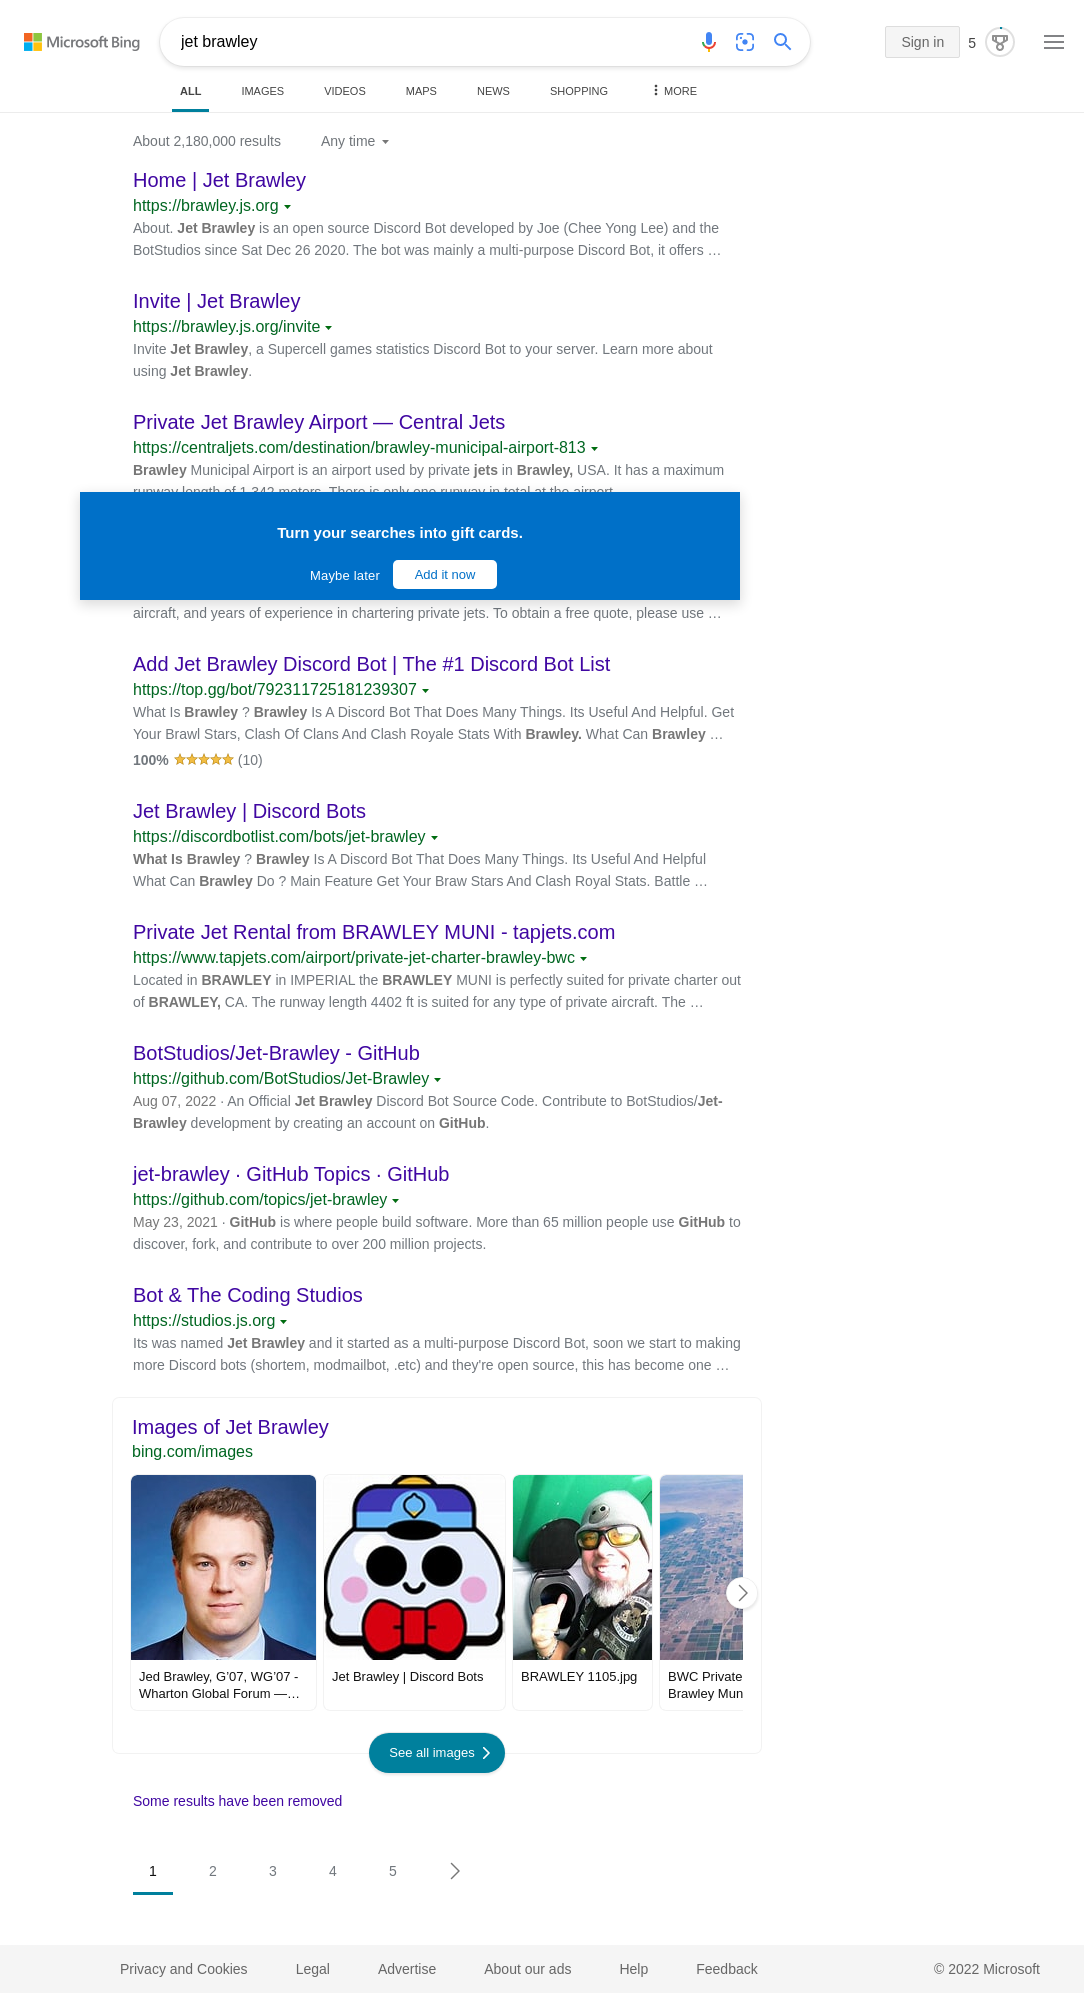 Microsoft Bing
jet brawley
Sign in
5
ALL
IMAGES
VIDEOS
MAPS
NEWS
SHOPPING
MORE
About 2,180,000 results
Any time
Home | Jet Brawley
https://brawley.js.org
About. Jet Brawley is an open source Discord Bot developed by Joe (Chee Yong Lee) and the
BotStudios since Sat Dec 26 2020. The bot was mainly a multi-purpose Discord Bot, it offers …
Invite | Jet Brawley
https://brawley.js.org/invite
Invite Jet Brawley, a Supercell games statistics Discord Bot to your server. Learn more about
using Jet Brawley.
Private Jet Brawley Airport — Central Jets
https://centraljets.com/destination/brawley-municipal-airport-813
Brawley Municipal Airport is an airport used by private jets in Brawley, USA. It has a maximum
runway length of 1,342 meters. There is only one runway in total at the airport.
Turn your searches into gift cards.
Maybe later
Add it now
aircraft, and years of experience in chartering private jets. To obtain a free quote, please use …
Add Jet Brawley Discord Bot | The #1 Discord Bot List
https://top.gg/bot/792311725181239307
What Is Brawley ? Brawley Is A Discord Bot That Does Many Things. Its Useful And Helpful. Get
Your Brawl Stars, Clash Of Clans And Clash Royale Stats With Brawley. What Can Brawley …
100% (10)
Jet Brawley | Discord Bots
https://discordbotlist.com/bots/jet-brawley
What Is Brawley ? Brawley Is A Discord Bot That Does Many Things. Its Useful And Helpful
What Can Brawley Do ? Main Feature Get Your Braw Stars And Clash Royal Stats. Battle …
Private Jet Rental from BRAWLEY MUNI - tapjets.com
https://www.tapjets.com/airport/private-jet-charter-brawley-bwc
Located in BRAWLEY in IMPERIAL the BRAWLEY MUNI is perfectly suited for private charter out
of BRAWLEY, CA. The runway length 4402 ft is suited for any type of private aircraft. The …
BotStudios/Jet-Brawley - GitHub
https://github.com/BotStudios/Jet-Brawley
Aug 07, 2022 · An Official Jet Brawley Discord Bot Source Code. Contribute to BotStudios/Jet-
Brawley development by creating an account on GitHub.
jet-brawley · GitHub Topics · GitHub
https://github.com/topics/jet-brawley
May 23, 2021 · GitHub is where people build software. More than 65 million people use GitHub to
discover, fork, and contribute to over 200 million projects.
Bot & The Coding Studios
https://studios.js.org
Its was named Jet Brawley and it started as a multi-purpose Discord Bot, soon we start to making
more Discord bots (shortem, modmailbot, .etc) and they're open source, this has become one …
Images of Jet Brawley
bing.com/images
Jed Brawley, G'07, WG'07 -
Wharton Global Forum —…
Jet Brawley | Discord Bots
BRAWLEY 1105.jpg
BWC Private
Brawley Mun
See all images
Some results have been removed
1
2
3
4
5
Privacy and Cookies
Legal
Advertise
About our ads
Help
Feedback
© 2022 Microsoft